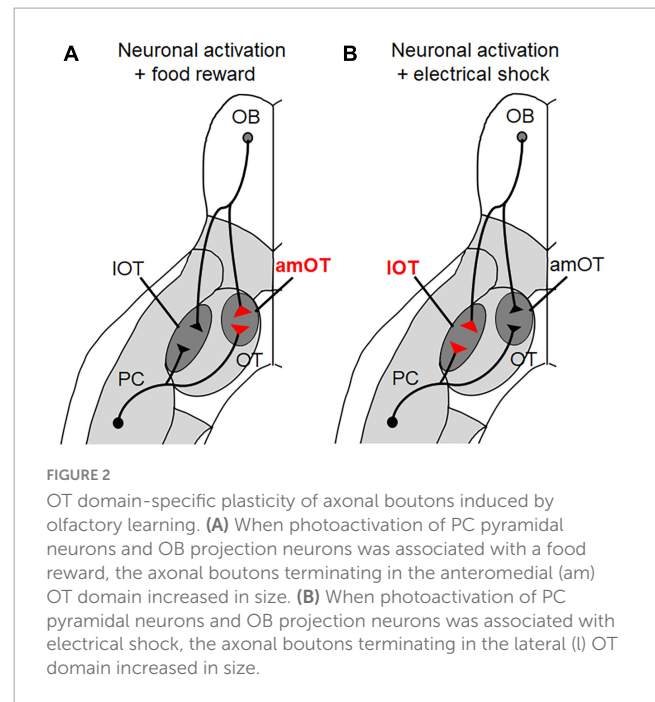 A
Neuronal activation
+ food reward
OB
lOT
amOT
OT
PC
B
Neuronal activation
+ electrical shock
OB
lOT
amOT
OT
PC
FIGURE 2
OT domain-specific plasticity of axonal boutons induced by
olfactory learning. (A) When photoactivation of PC pyramidal
neurons and OB projection neurons was associated with a food
reward, the axonal boutons terminating in the anteromedial (am)
OT domain increased in size. (B) When photoactivation of PC
pyramidal neurons and OB projection neurons was associated with
electrical shock, the axonal boutons terminating in the lateral (l) OT
domain increased in size.